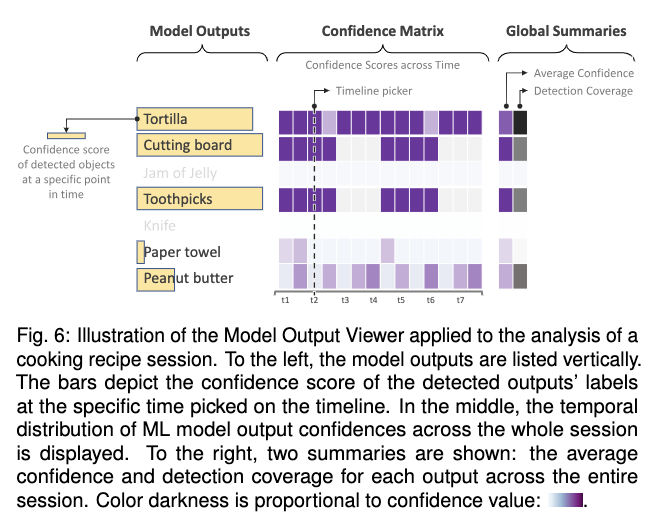 Model Outputs
Confidence Matrix
Global Summaries
Confidence Scores across Time
Timeline picker
Average Confidence
Detection Coverage
Confidence score
of detected objects
at a specific point
in time
Tortilla
Cutting board
Jam of Jelly
Toothpicks
Knife
Paper towel
Peanut butter
t1 t2 t3 t4 t5 t6 t7
Fig. 6: Illustration of the Model Output Viewer applied to the analysis of a
cooking recipe session. To the left, the model outputs are listed vertically.
The bars depict the confidence score of the detected outputs’ labels
at the specific time picked on the timeline. In the middle, the temporal
distribution of ML model output confidences across the whole session
is displayed. To the right, two summaries are shown: the average
confidence and detection coverage for each output across the entire
session. Color darkness is proportional to confidence value: .